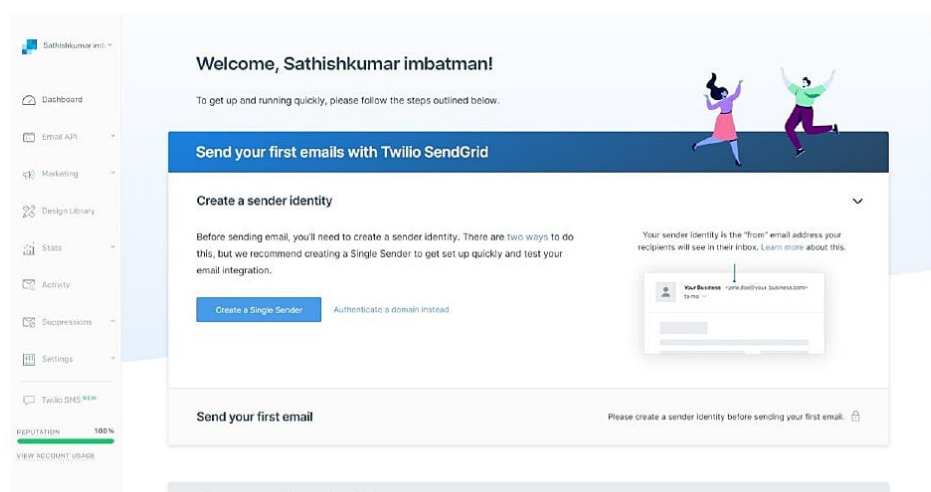 Sathishkumar imb
Dashboard
Email API
Marketing
Design Library
Stats
Activity
Suppressions
Settings
Twilio SMS NEW
REPUTATION 100%
VIEW ACCOUNT USAGE
Welcome, Sathishkumar imbatman!
To get up and running quickly, please follow the steps outlined below.
Send your first emails with Twilio SendGrid
Create a sender identity
Before sending email, you'll need to create a sender identity. There are two ways to do
this, but we recommend creating a Single Sender to get set up quickly and test your
email integration.
Create a Single Sender Authenticate a domain instead
Your sender identity is the "from" email address your
recipients will see in their inbox. Learn more about this.
Your Business <jane.doe@your_business.com>
to me
Send your first email
Please create a sender identity before sending your first email.